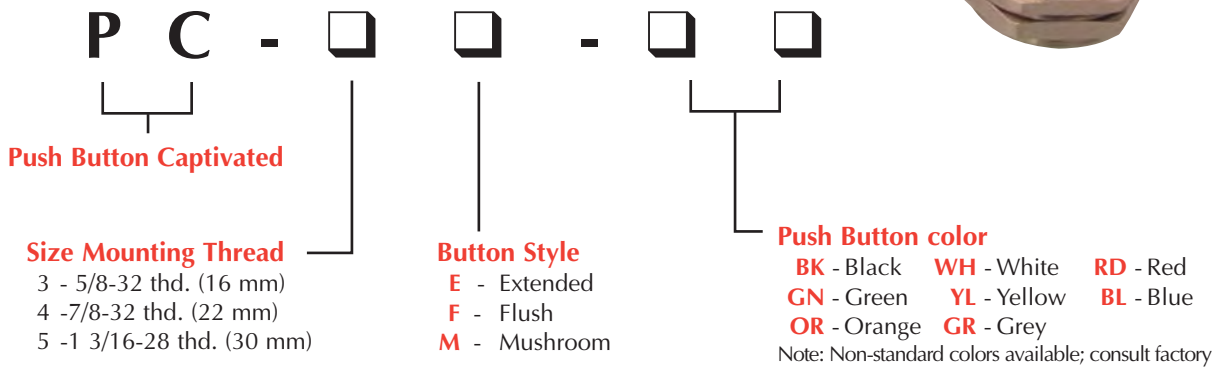 P C - ❑ ❑ - ❑ ❑
Push Button Captivated
Size Mounting Thread
3 - 5/8-32 thd. (16 mm)
4 -7/8-32 thd. (22 mm)
5 -1 3/16-28 thd. (30 mm)
Button Style
E - Extended
F - Flush
M - Mushroom
Push Button color
BK - Black WH - White RD - Red
GN - Green YL - Yellow BL - Blue
OR - Orange GR - Grey
Note: Non-standard colors available; consult factory